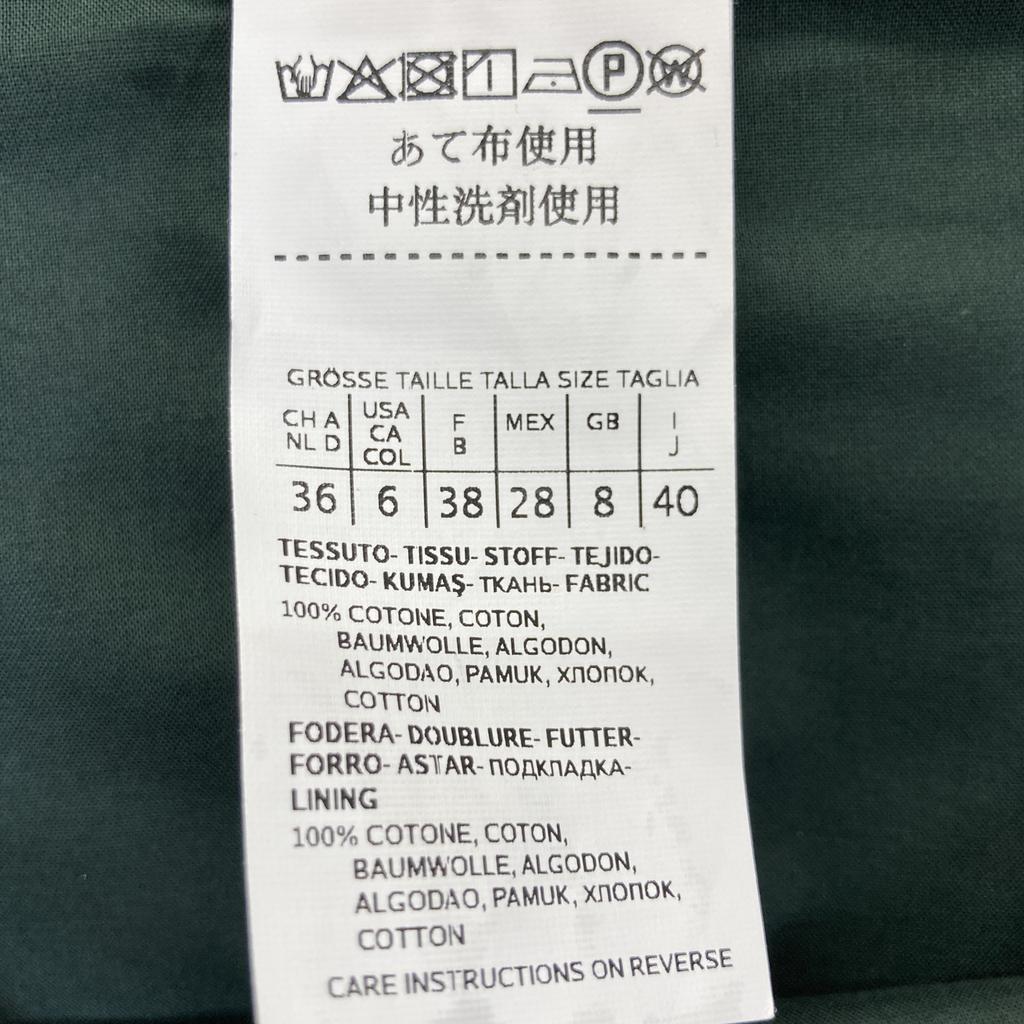 P W
あて布使用
中性洗剤使用
GRÖSSE TAILLE TALLA SIZE TAGLIA
CH A NL D USA CA COL F B MEX GB I J
36 6 38 28 8 40
TESSUTO- TISSU- STOFF- TEJIDO-
TECIDO- KUMAŞ- ТКАНЬ- FABRIC
100% COTONE, COTON,
BAUMWOLLE, ALGODON,
ALGODAO, PAMUK, ХЛОПОК,
COTTON
FODERA- DOUBLURE- FUTTER-
FORRO- ASTAR- ПОДКЛАДКА-
LINING
100% COTONE, COTON,
BAUMWOLLE, ALGODON,
ALGODAO, PAMUK, ХЛОПОК,
COTTON
CARE INSTRUCTIONS ON REVERSE